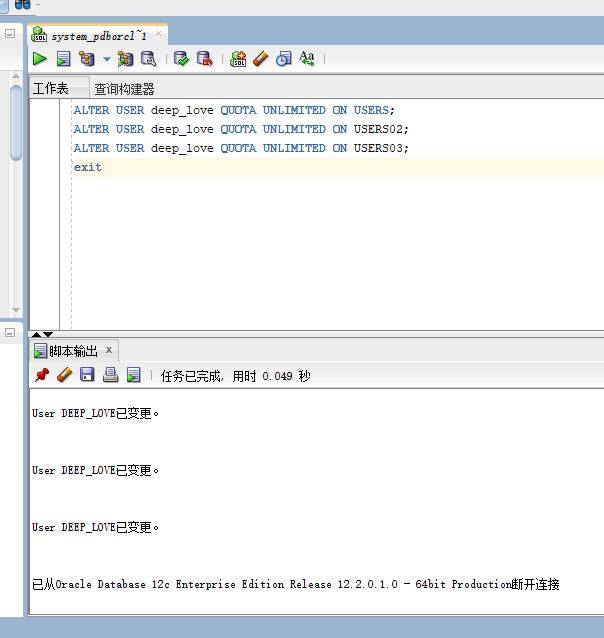 system_pdborcl~1
工作表 查询构建器
ALTER USER deep_love QUOTA UNLIMITED ON USERS;
ALTER USER deep_love QUOTA UNLIMITED ON USERS02;
ALTER USER deep_love QUOTA UNLIMITED ON USERS03;
exit
脚本输出 x
任务已完成, 用时 0.049 秒
User DEEP_LOVE已变更。
User DEEP_LOVE已变更。
User DEEP_LOVE已变更。
已从Oracle Database 12c Enterprise Edition Release 12.2.0.1.0 - 64bit Production断开连接